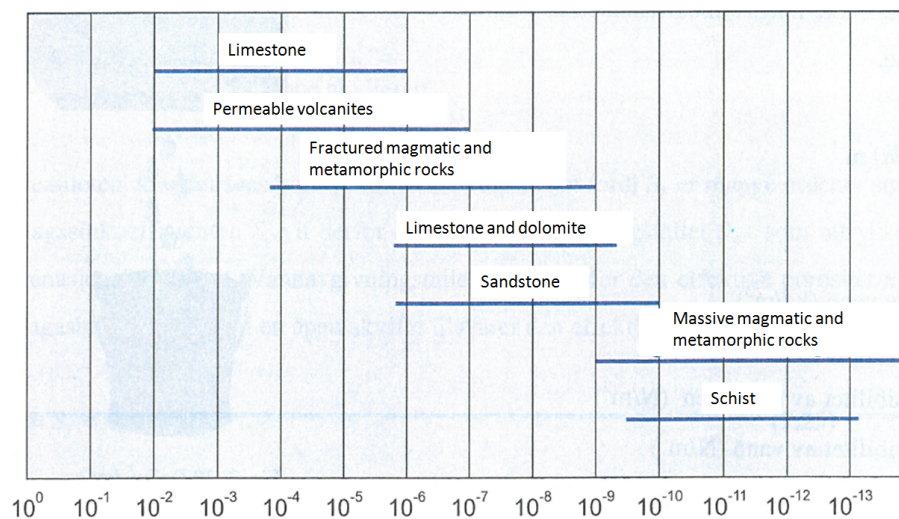 Limestone
Permeable volcanites
Fractured magmatic and
metamorphic rocks
Limestone and dolomite
Sandstone
Massive magmatic and
metamorphic rocks
Schist
10⁰ 10⁻¹ 10⁻² 10⁻³ 10⁻⁴ 10⁻⁵ 10⁻⁶ 10⁻⁷ 10⁻⁸ 10⁻⁹ 10⁻¹⁰ 10⁻¹¹ 10⁻¹² 10⁻¹³